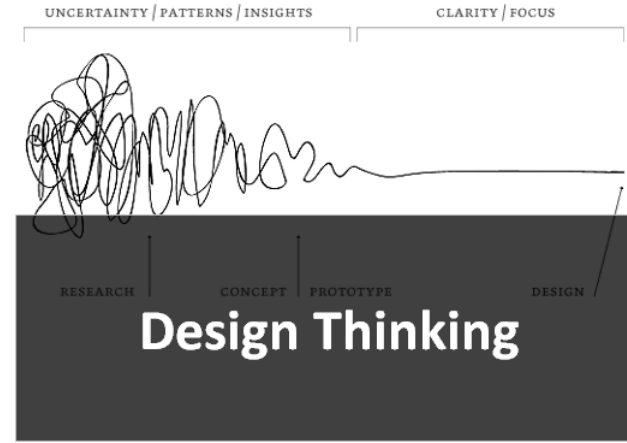 UNCERTAINTY / PATTERNS / INSIGHTS CLARITY / FOCUS
RESEARCH CONCEPT PROTOTYPE DESIGN
Design Thinking